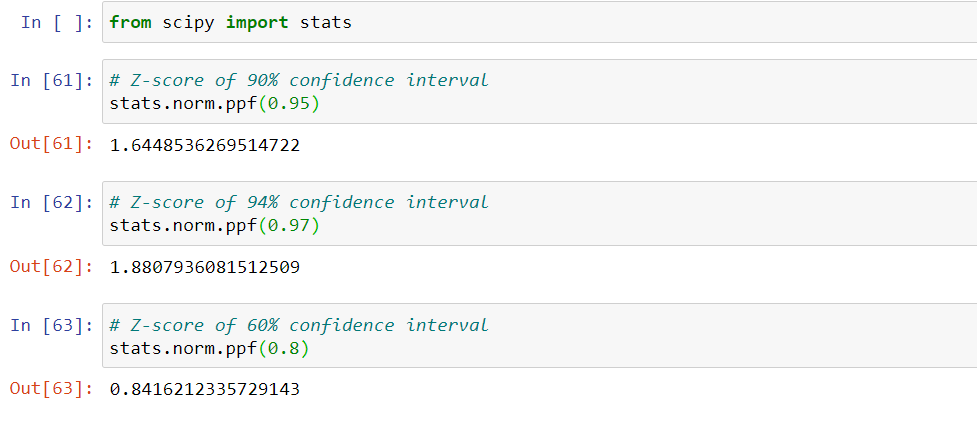 In [ ]: from scipy import stats
In [61]: # Z-score of 90% confidence interval
stats.norm.ppf(0.95)
Out[61]: 1.6448536269514722
In [62]: # Z-score of 94% confidence interval
stats.norm.ppf(0.97)
Out[62]: 1.8807936081512509
In [63]: # Z-score of 60% confidence interval
stats.norm.ppf(0.8)
Out[63]: 0.8416212335729143